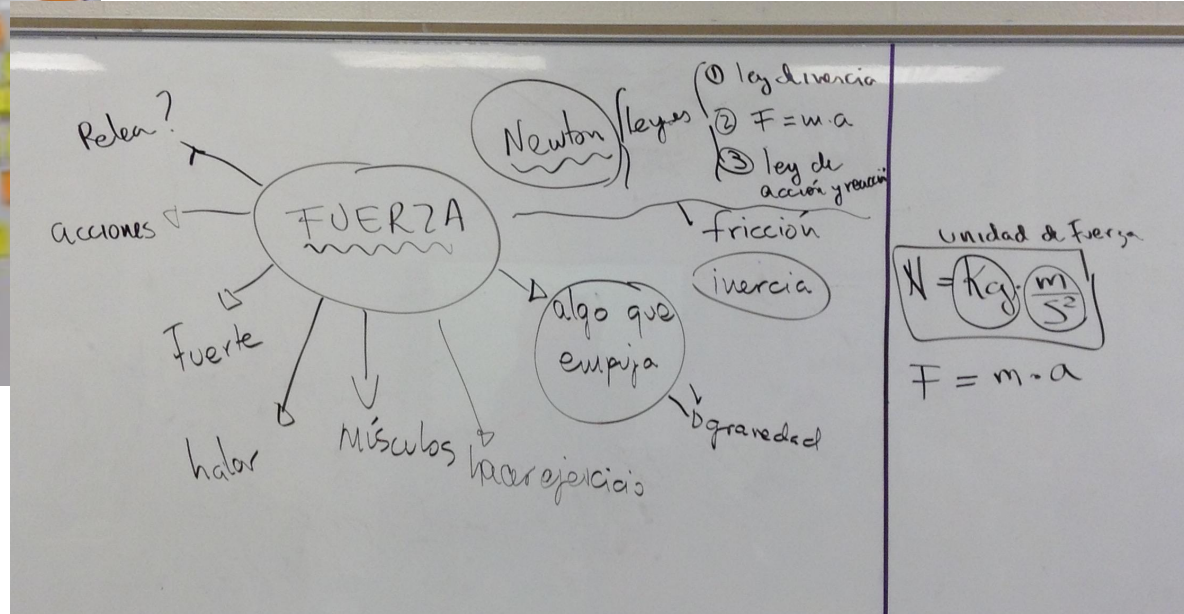 Pelea?
acciones
FUERZA
Fuerte
halar
músculos
hacer ejercicio
algo que
empuja
gravedad
Newton
leyes
① ley d inercia
② F = m·a
③ ley de
acción y reacción
fricción
inercia
unidad de Fuerza
N = Kg · m/s²
F = m·a